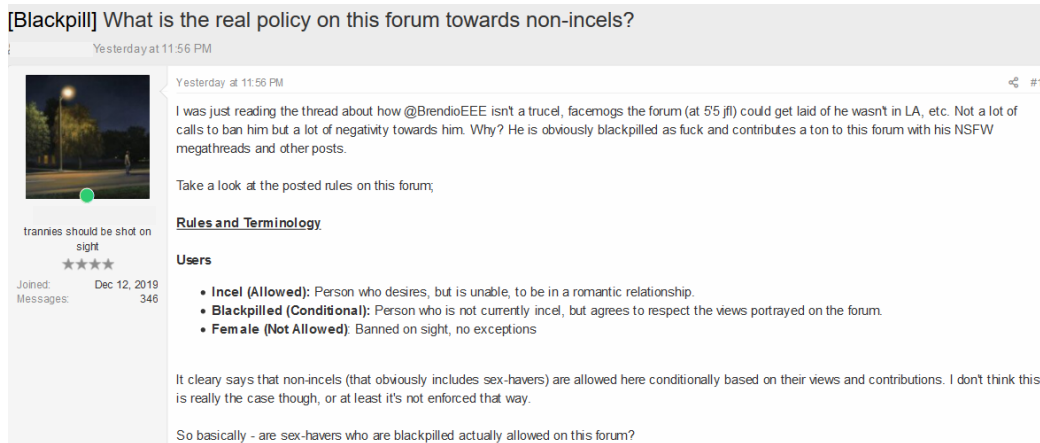 [Blackpill] What is the real policy on this forum towards non-incels?
Yesterday at 11:56 PM
Yesterday at 11:56 PM
#1
I was just reading the thread about how @BrendioEEE isn't a trucel, facemogs the forum (at 5'5 jfl) could get laid of he wasn't in LA, etc. Not a lot of
calls to ban him but a lot of negativity towards him. Why? He is obviously blackpilled as fuck and contributes a ton to this forum with his NSFW
megathreads and other posts.
Take a look at the posted rules on this forum;
Rules and Terminology
trannies should be shot on
sight
Joined: Dec 12, 2019
Messages: 346
Users
• Incel (Allowed): Person who desires, but is unable, to be in a romantic relationship.
• Blackpilled (Conditional): Person who is not currently incel, but agrees to respect the views portrayed on the forum.
• Female (Not Allowed): Banned on sight, no exceptions
It cleary says that non-incels (that obviously includes sex-havers) are allowed here conditionally based on their views and contributions. I don't think this
is really the case though, or at least it's not enforced that way.
So basically - are sex-havers who are blackpilled actually allowed on this forum?